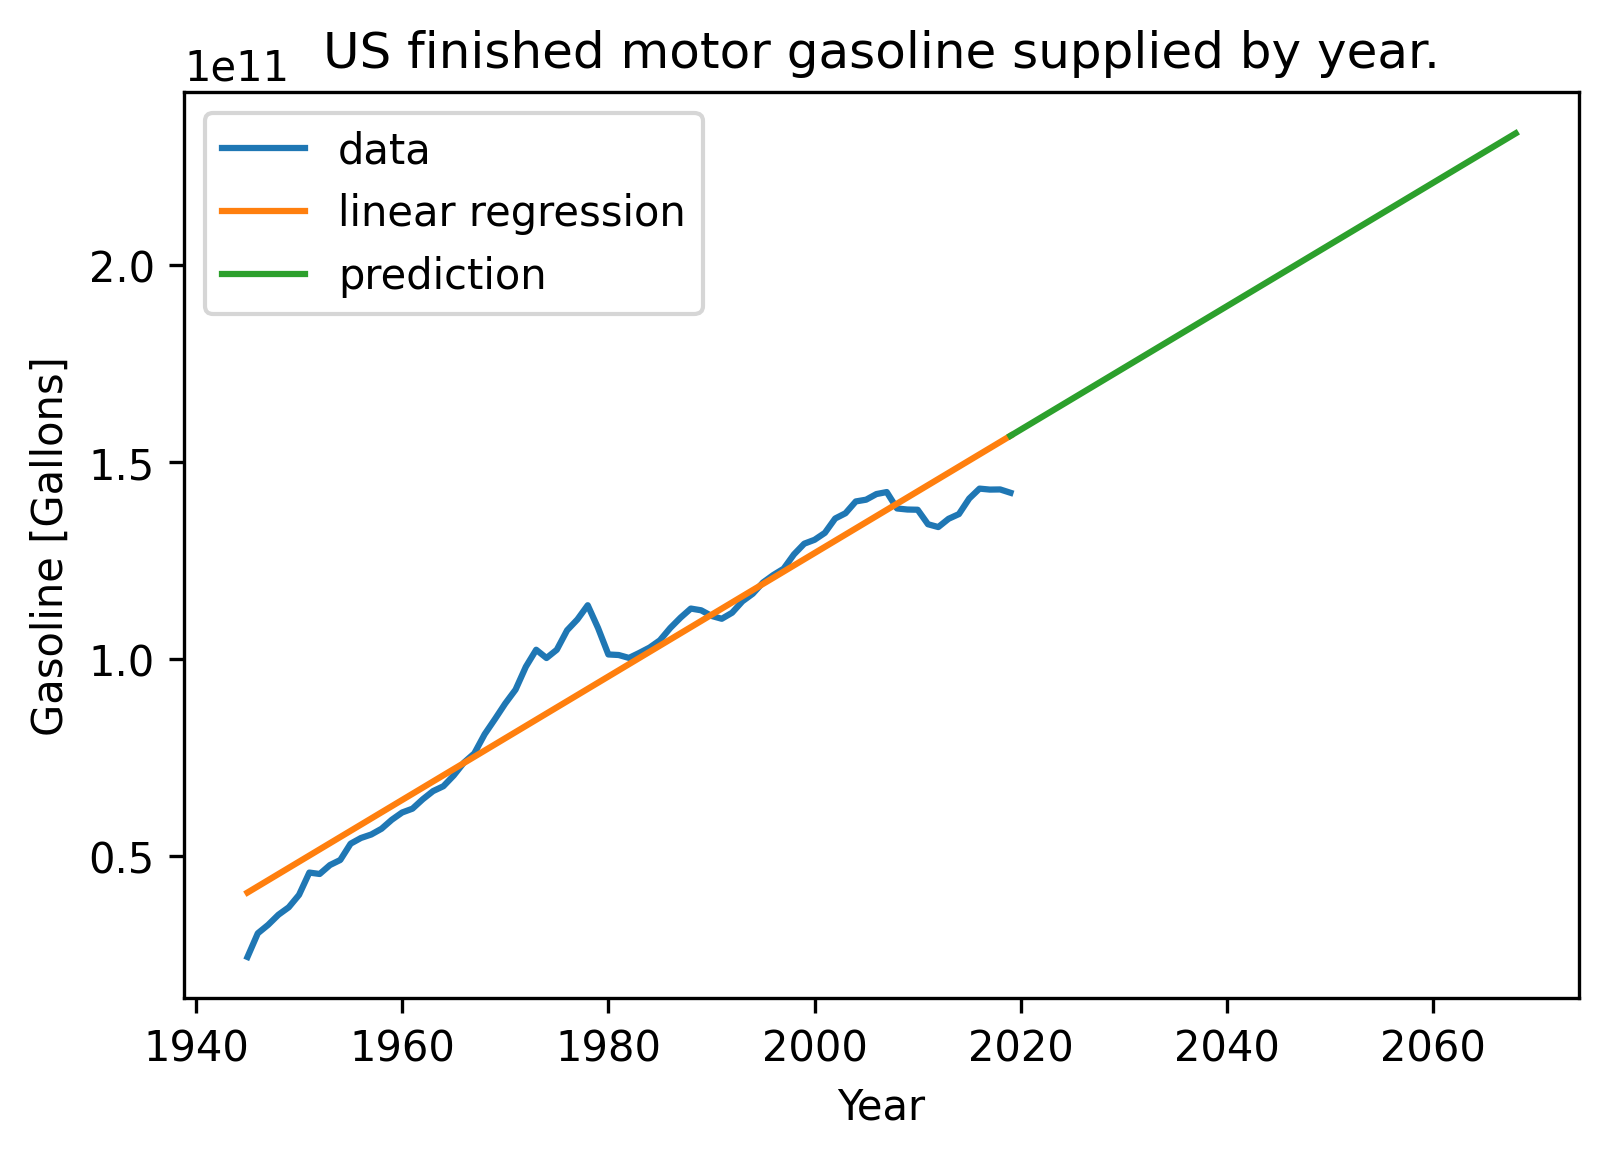 US finished motor gasoline supplied by year.
1e11
data
linear regression
prediction
2.0
1.5
1.0
0.5
Gasoline [Gallons]
1940 1960 1980 2000 2020 2040 2060
Year